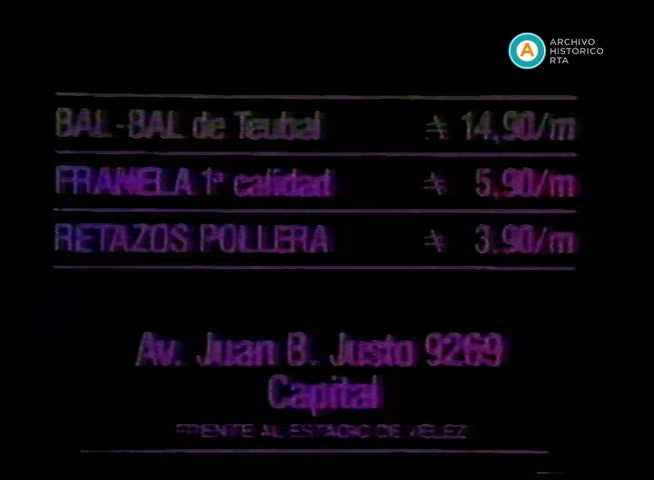 ARCHIVO
HISTÓRICO
RTA
BAL-BAL de Teubal ₳ 14,90/m
FRANELA 1ª calidad ₳ 5,90/m
RETAZOS POLLERA ₳ 3.90/m
Av. Juan B. Justo 9269
Capital
FRENTE AL ESTADIO DE VELEZ